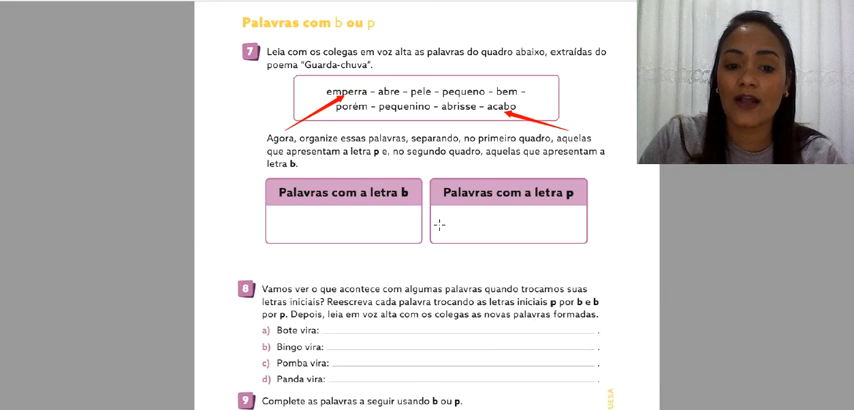 Palavras com b ou p
7 Leia com os colegas em voz alta as palavras do quadro abaixo, extraídas do
poema "Guarda-chuva".
emperra – abre – pele – pequeno – bem –
porém – pequenino – abrisse – acabo
Agora, organize essas palavras, separando, no primeiro quadro, aquelas
que apresentam a letra p e, no segundo quadro, aquelas que apresentam a
letra b.
Palavras com a letra b
Palavras com a letra p
8 Vamos ver o que acontece com algumas palavras quando trocamos suas
letras iniciais? Reescreva cada palavra trocando as letras iniciais p por b e b
por p. Depois, leia em voz alta com os colegas as novas palavras formadas.
a) Bote vira: .
b) Bingo vira: .
c) Pomba vira: .
d) Panda vira: .
9 Complete as palavras a seguir usando b ou p.
UESA